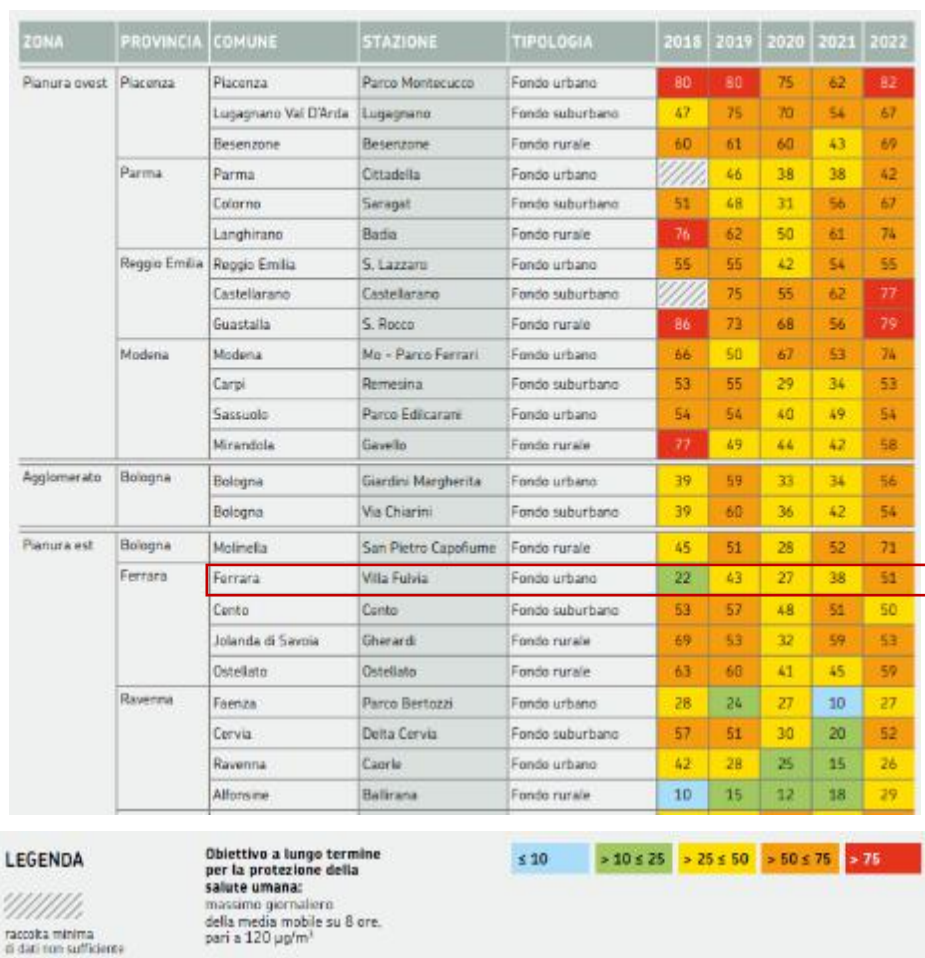 ZONA PROVINCIA COMUNE STAZIONE TIPOLOGIA 2018 2019 2020 2021 2022
Pianura ovest Piacenza Piacenza Parco Montecucco Fondo urbano 80 80 75 62 82
Lugagnano Val D'Arda Lugagnano Fondo suburbano 47 75 70 54 67
Besenzone Besenzone Fondo rurale 60 61 60 43 69
Parma Parma Cittadella Fondo urbano 46 38 38 42
Colorno Saragat Fondo suburbano 51 48 31 56 67
Langhirano Badia Fondo rurale 76 62 50 61 74
Reggio Emilia Reggio Emilia S. Lazzaro Fondo urbano 55 55 42 54 55
Castellarano Castellarano Fondo suburbano 75 55 62 77
Guastalla S. Rocco Fondo rurale 86 73 68 56 79
Modena Modena Mo - Parco Ferrari Fondo urbano 66 50 67 53 74
Carpi Remesina Fondo suburbano 53 55 29 34 53
Sassuolo Parco Edilcarani Fondo urbano 54 54 40 49 54
Mirandola Gavello Fondo rurale 77 49 44 42 58
Agglomerato Bologna Bologna Giardini Margherita Fondo urbano 39 59 33 34 56
Bologna Via Chiarini Fondo suburbano 39 60 36 42 54
Pianura est Bologna Molinella San Pietro Capofiume Fondo rurale 45 51 28 52 71
Ferrara Ferrara Villa Fulvia Fondo urbano 22 43 27 38 51
Cento Cento Fondo suburbano 53 57 48 51 50
Jolanda di Savoia Gherardi Fondo rurale 69 53 32 59 53
Ostellato Ostellato Fondo rurale 63 60 41 45 59
Ravenna Faenza Parco Bertozzi Fondo urbano 28 24 27 10 27
Cervia Delta Cervia Fondo suburbano 57 51 30 20 52
Ravenna Caorle Fondo urbano 42 28 25 15 26
Alfonsine Ballirana Fondo rurale 10 15 12 18 29
LEGENDA
raccolta minima
di dati non sufficiente
Obiettivo a lungo termine
per la protezione della
salute umana:
massimo giornaliero
della media mobile su 8 ore,
pari a 120 µg/m³
≤ 10 > 10 ≤ 25 > 25 ≤ 50 > 50 ≤ 75 > 75